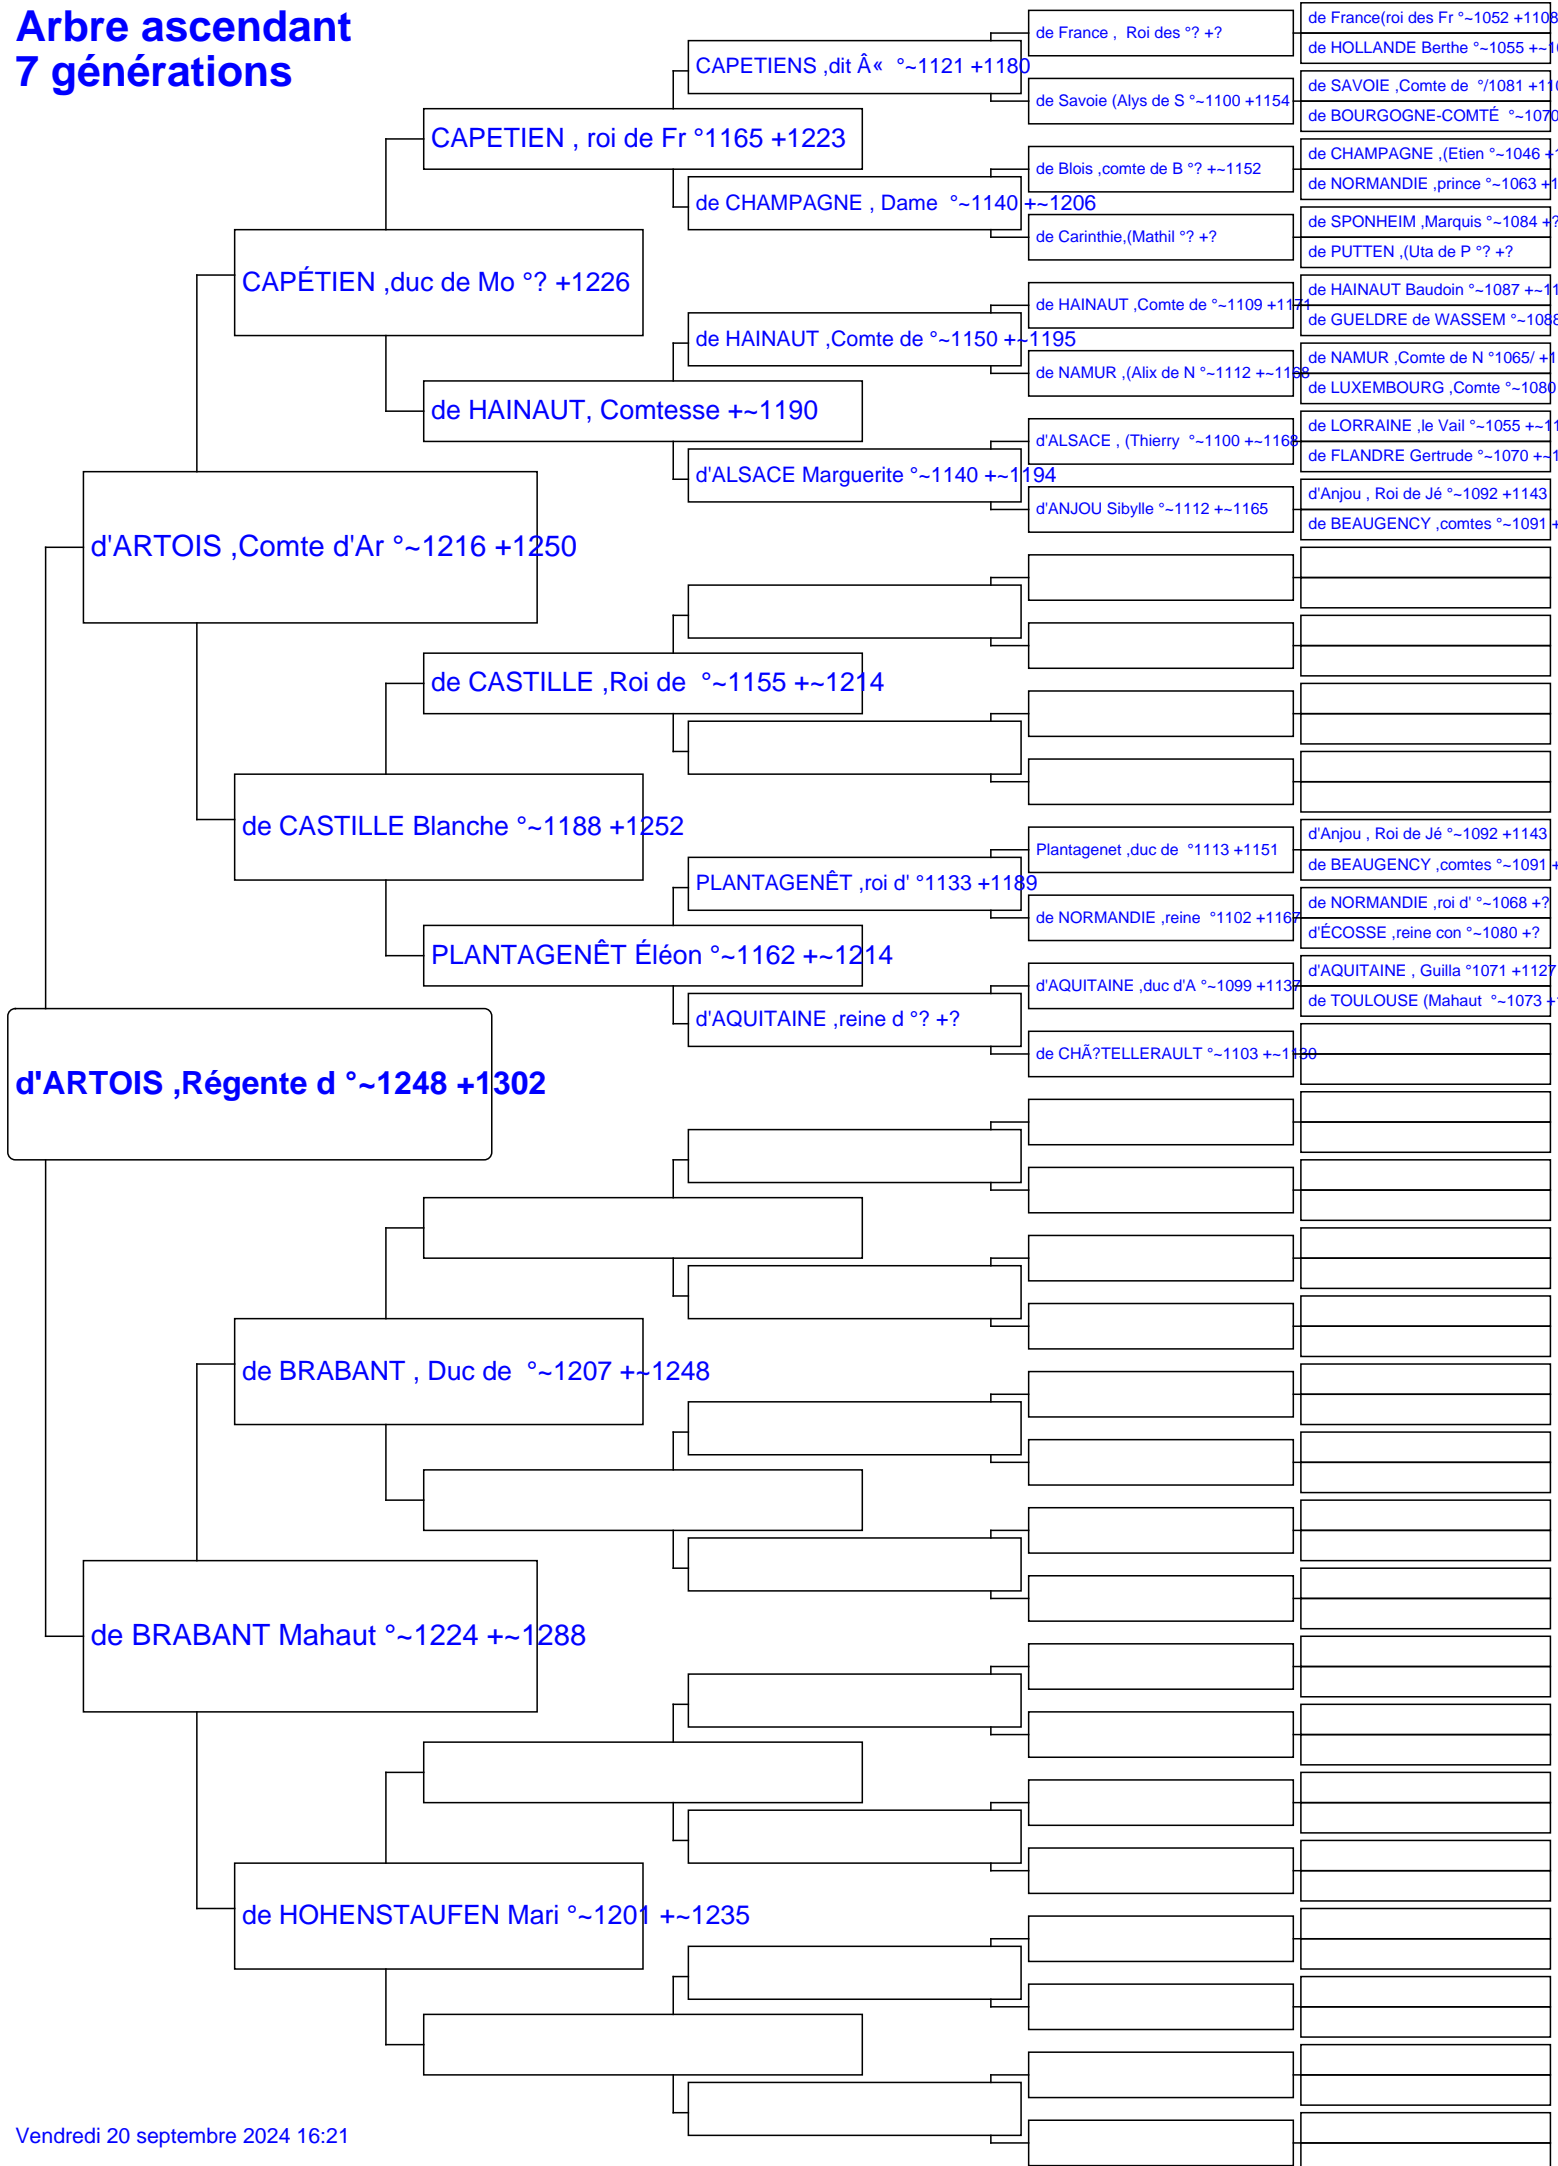 Arbre ascendant
7 générations
de France , Roi des °? +?
de France(roi des Fr °~1052 +1108
de HOLLANDE Berthe °~1055 +~1
CAPETIENS ,dit Â« °~1121 +1180
de Savoie (Alys de S °~1100 +1154
de SAVOIE ,Comte de °/1081 +11
de BOURGOGNE-COMTÉ °~1070
CAPETIEN , roi de Fr °1165 +1223
de Blois ,comte de B °? +~1152
de CHAMPAGNE ,(Etien °~1046 +1
de NORMANDIE ,prince °~1063 +1
de CHAMPAGNE , Dame °~1140 +~1206
de Carinthie,(Mathil °? +?
de SPONHEIM ,Marquis °~1084 +?
de PUTTEN ,(Uta de P °? +?
CAPÉTIEN ,duc de Mo °? +1226
de HAINAUT ,Comte de °~1109 +1171
de HAINAUT Baudoin °~1087 +~11
de GUELDRE de WASSEM °~1088
de HAINAUT ,Comte de °~1150 +~1195
de NAMUR ,(Alix de N °~1112 +~1168
de NAMUR ,Comte de N °1065/ +1
de LUXEMBOURG ,Comte °~1080
de HAINAUT, Comtesse +~1190
d'ALSACE , (Thierry °~1100 +~1168
de LORRAINE ,le Vail °~1055 +~11
de FLANDRE Gertrude °~1070 +~1
d'ALSACE Marguerite °~1140 +~1194
d'ANJOU Sibylle °~1112 +~1165
d'Anjou , Roi de Jé °~1092 +1143
de BEAUGENCY ,comtes °~1091 +
d'ARTOIS ,Comte d'Ar °~1216 +1250
de CASTILLE ,Roi de °~1155 +~1214
de CASTILLE Blanche °~1188 +1252
Plantagenet ,duc de °1113 +1151
d'Anjou , Roi de Jé °~1092 +1143
de BEAUGENCY ,comtes °~1091 +
PLANTAGENÊT ,roi d' °1133 +1189
de NORMANDIE ,reine °1102 +1167
de NORMANDIE ,roi d' °~1068 +?
d'ÉCOSSE ,reine con °~1080 +?
PLANTAGENÊT Éléon °~1162 +~1214
d'AQUITAINE ,duc d'A °~1099 +1137
d'AQUITAINE , Guilla °1071 +1127
de TOULOUSE (Mahaut °~1073 +1
d'AQUITAINE ,reine d °? +?
de CHÃ?TELLERAULT °~1103 +~1130
d'ARTOIS ,Régente d °~1248 +1302
de BRABANT , Duc de °~1207 +~1248
de BRABANT Mahaut °~1224 +~1288
de HOHENSTAUFEN Mari °~1201 +~1235
Vendredi 20 septembre 2024 16:21